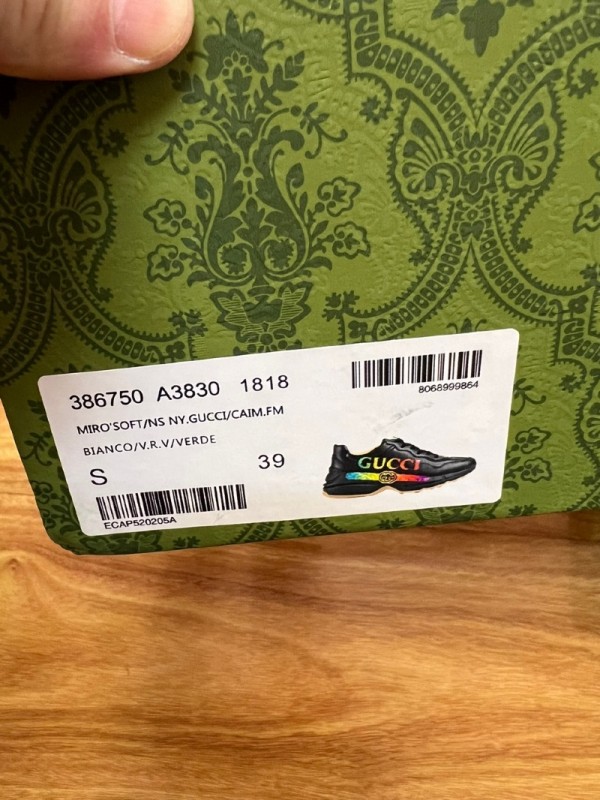 386750 A3830 1818
MIRO'SOFT/NS NY.GUCCI/CAIM.FM
BIANCO/V.R.V/VERDE
S 39
ECAP520205A
8068999864
GUCCI